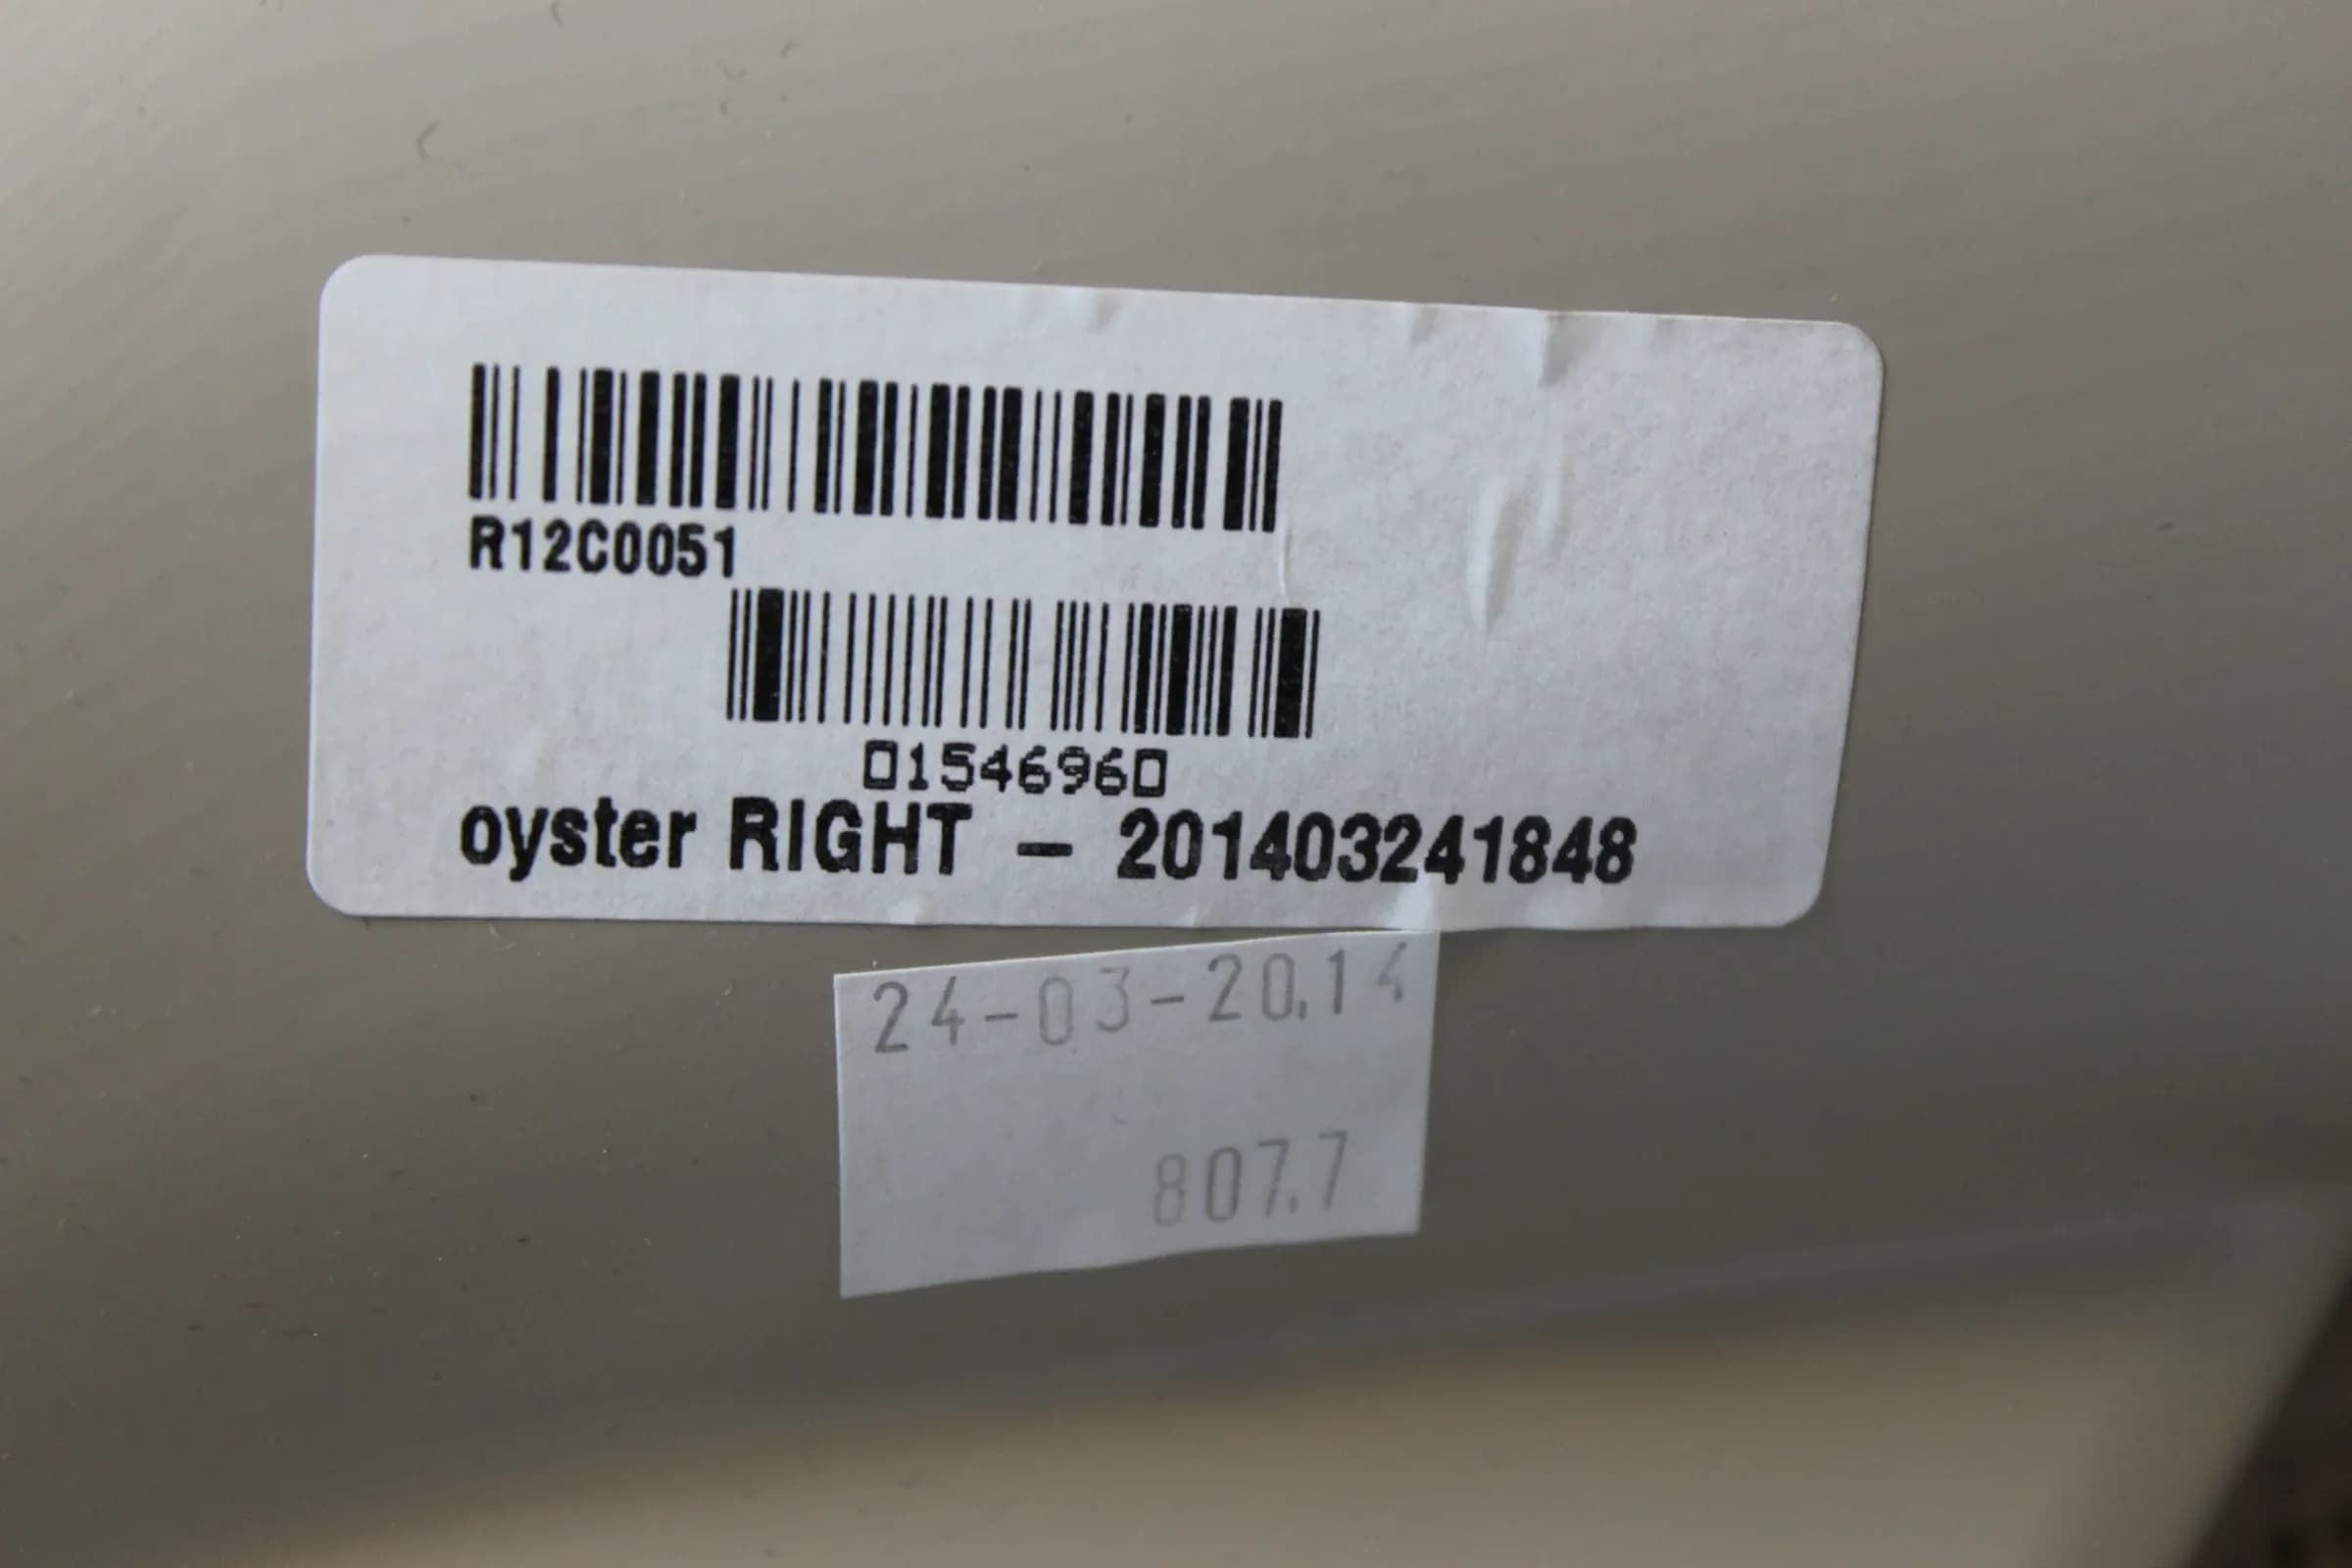 R12C0051
01546960
oyster RIGHT - 201403241848
24-03-20.14
807.7